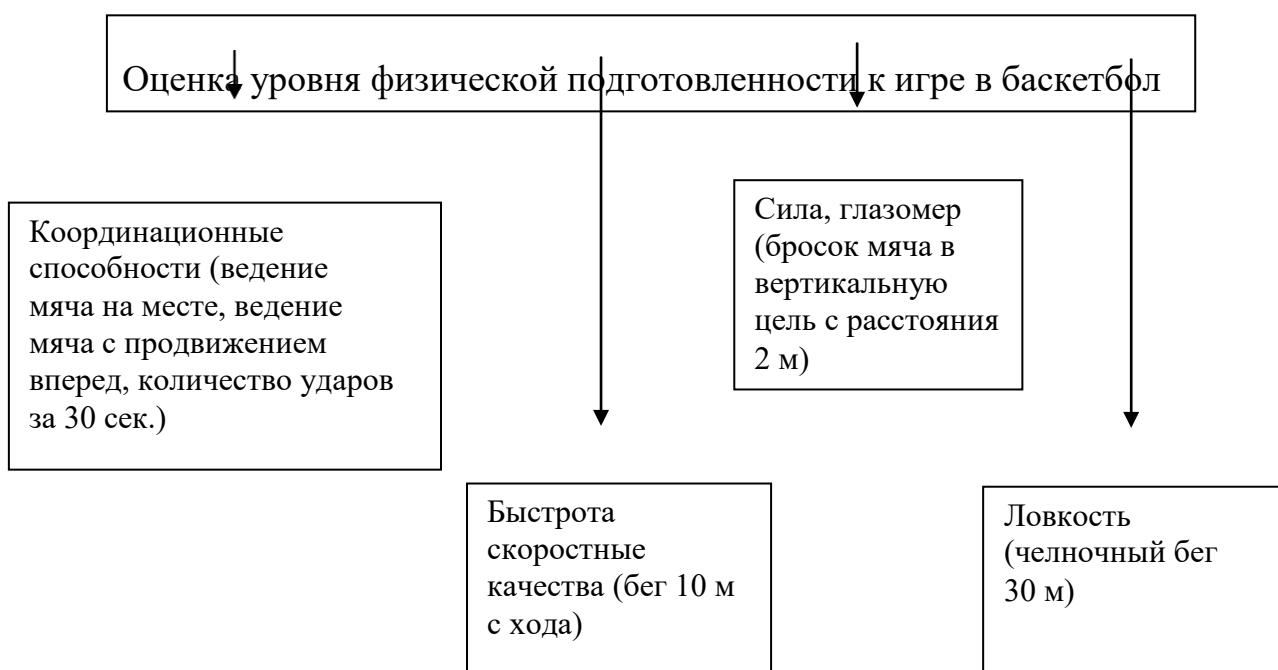 Оценка уровня физической подготовленности к игре в баскетбол
Координационные
способности (ведение
мяча на месте, ведение
мяча с продвижением
вперед, количество ударов
за 30 сек.)
Сила, глазомер
(бросок мяча в
вертикальную
цель с расстояния
2 м)
Быстрота
скоростные
качества (бег 10 м
с хода)
Ловкость
(челночный бег
30 м)